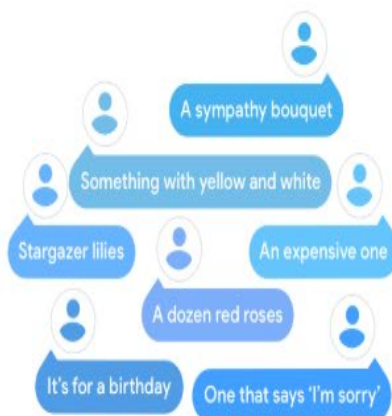 A sympathy bouquet
Something with yellow and white
Stargazer lilies
An expensive one
A dozen red roses
It's for a birthday
One that says 'I'm sorry'